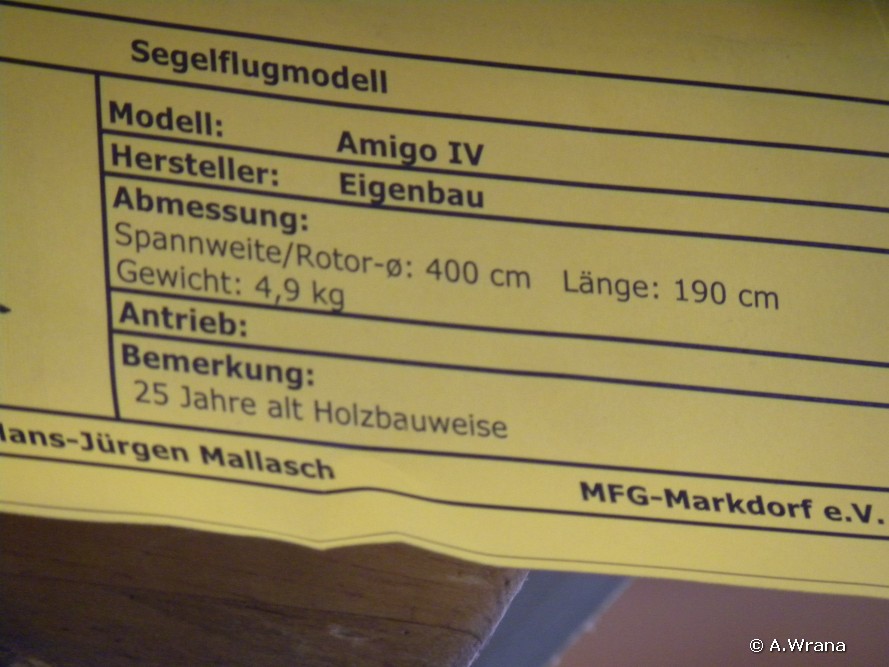 Segelflugmodell
Modell: Amigo IV
Hersteller: Eigenbau
Abmessung:
Spannweite/Rotor-ø: 400 cm Länge: 190 cm
Gewicht: 4,9 kg
Antrieb:
Bemerkung:
25 Jahre alt Holzbauweise
Hans-Jürgen Mallasch MFG-Markdorf e.V.
© A.Wrana